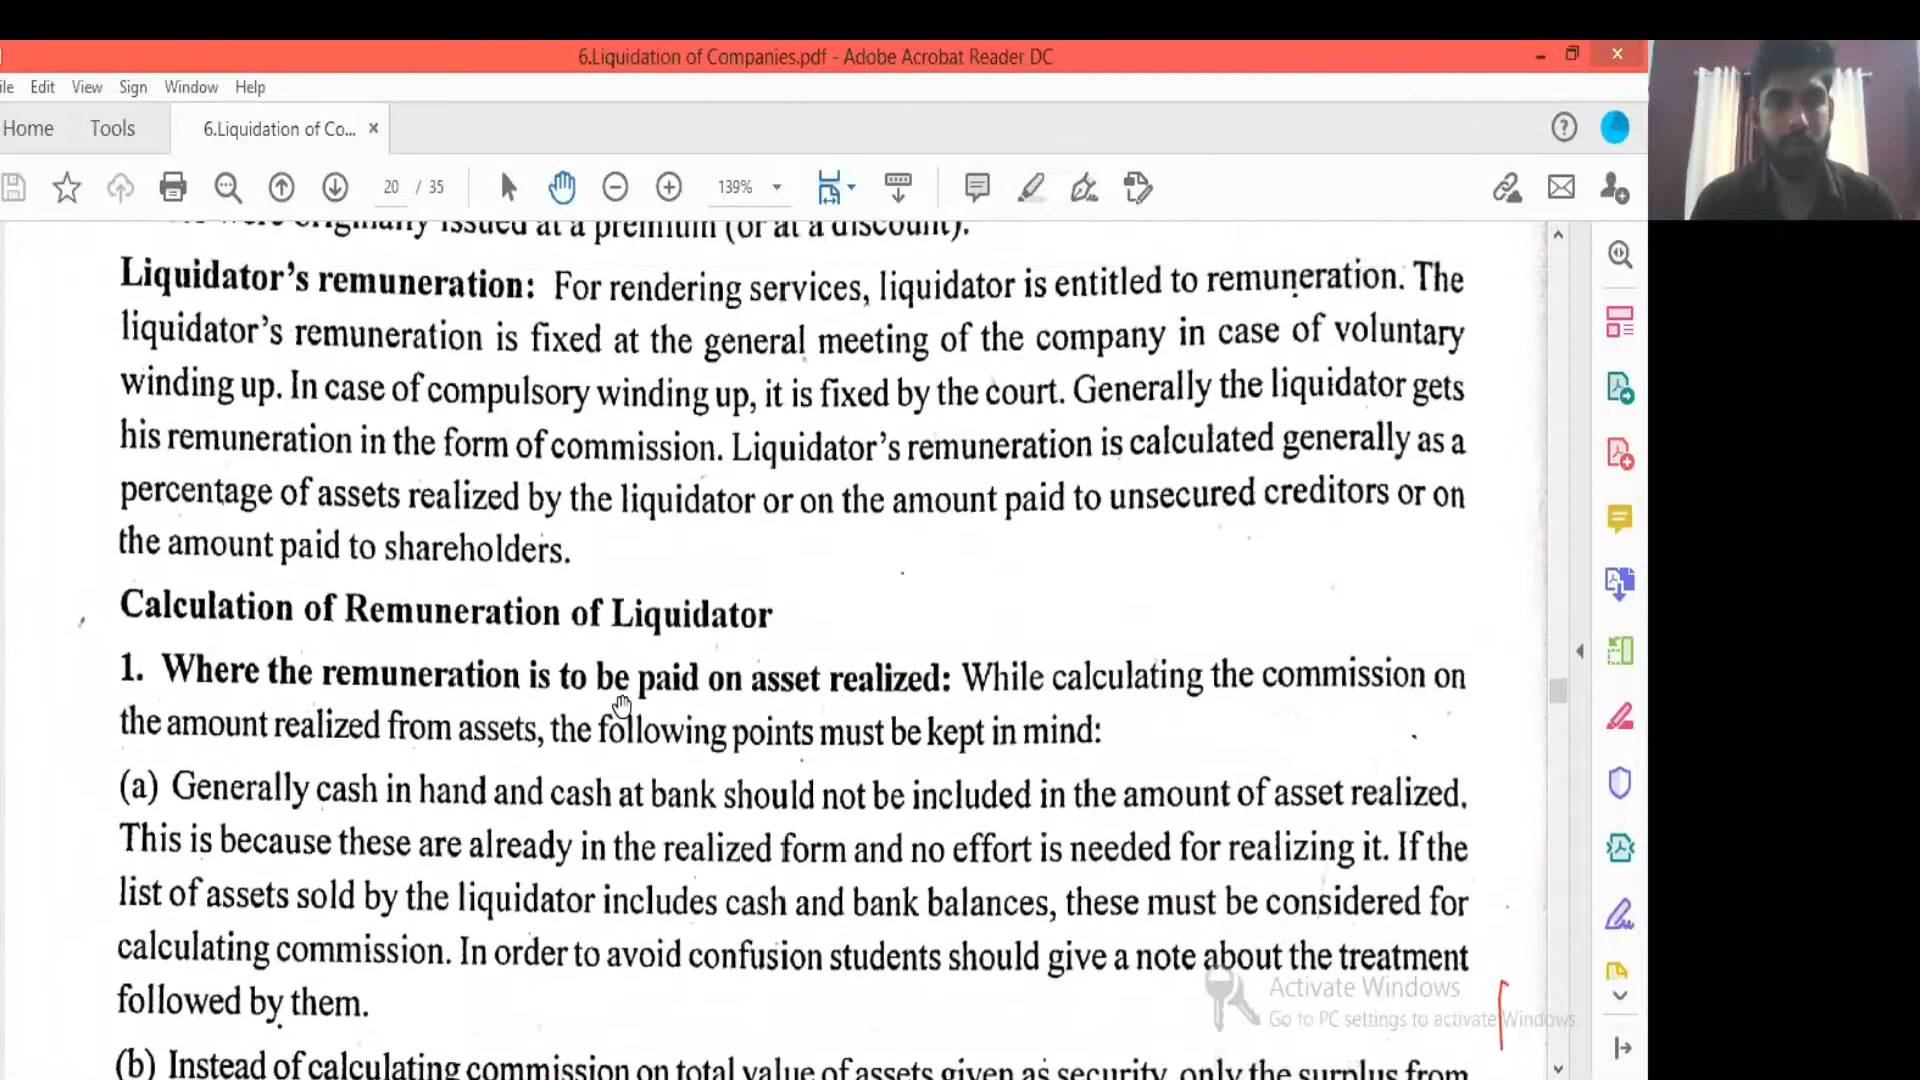 6.Liquidation of Companies.pdf - Adobe Acrobat Reader DC
Edit View Sign Window Help
Home Tools 6.Liquidation of Co... ×
20 / 35 139%
originally issued at a premium (or at a discount).
Liquidator's remuneration: For rendering services, liquidator is entitled to remuneration. The
liquidator's remuneration is fixed at the general meeting of the company in case of voluntary
winding up. In case of compulsory winding up, it is fixed by the court. Generally the liquidator gets
his remuneration in the form of commission. Liquidator's remuneration is calculated generally as a
percentage of assets realized by the liquidator or on the amount paid to unsecured creditors or on
the amount paid to shareholders.
Calculation of Remuneration of Liquidator
1. Where the remuneration is to be paid on asset realized: While calculating the commission on
the amount realized from assets, the following points must be kept in mind:
(a) Generally cash in hand and cash at bank should not be included in the amount of asset realized.
This is because these are already in the realized form and no effort is needed for realizing it. If the
list of assets sold by the liquidator includes cash and bank balances, these must be considered for
calculating commission. In order to avoid confusion students should give a note about the treatment
followed by them.
Activate Windows
Go to PC settings to activate Windows.
(b) Instead of calculating commission on total value of assets given as security, only the surplus from